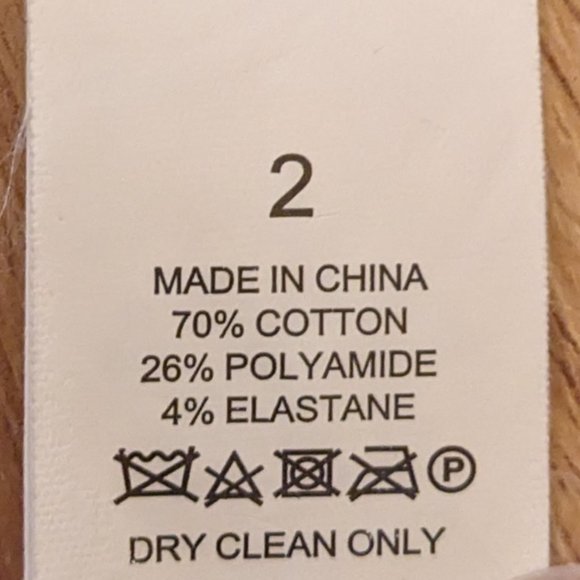 2
MADE IN CHINA
70% COTTON
26% POLYAMIDE
4% ELASTANE
P
DRY CLEAN ONLY